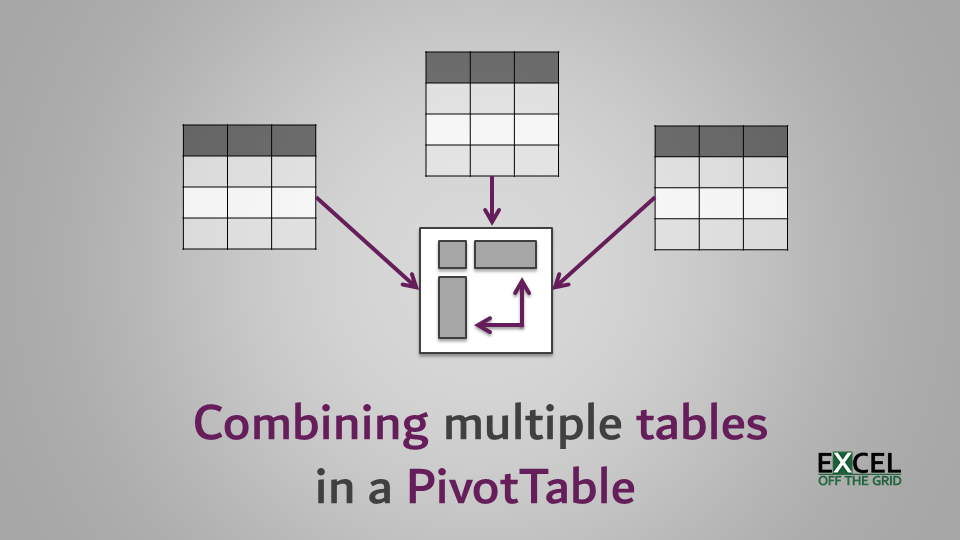 Combining multiple tables
in a PivotTable
EXCEL
OFF THE GRID